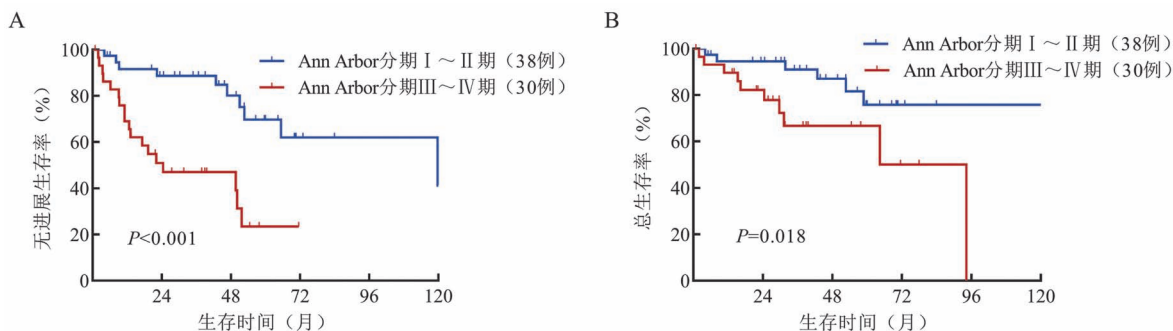 A
无进展生存率（%）
100
80
60
40
20
0
24
48
72
96
120
生存时间（月）
Ann Arbor分期Ⅰ～Ⅱ期（38例）
Ann Arbor分期Ⅲ～Ⅳ期（30例）
P<0.001
B
总生存率（%）
100
80
60
40
20
0
24
48
72
96
120
生存时间（月）
Ann Arbor分期Ⅰ～Ⅱ期（38例）
Ann Arbor分期Ⅲ～Ⅳ期（30例）
P=0.018